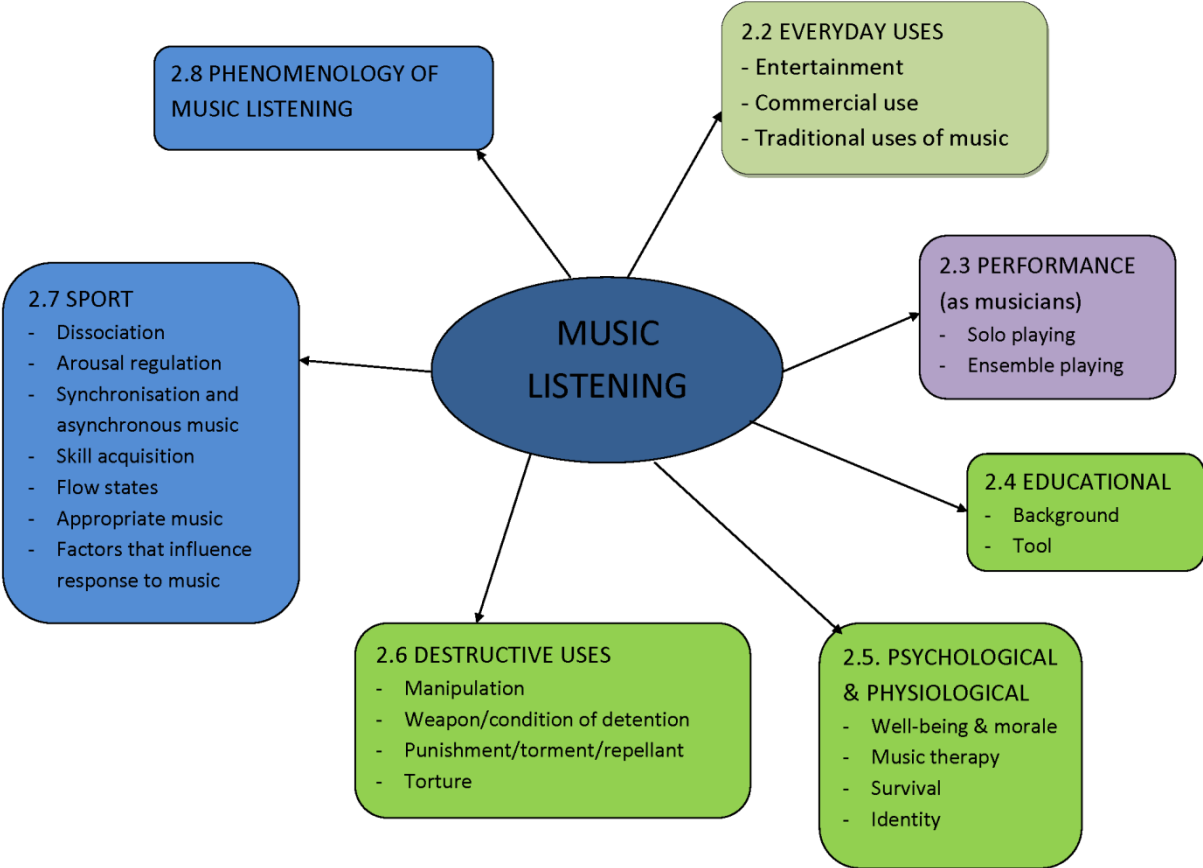 2.8 PHENOMENOLOGY OF
MUSIC LISTENING
2.2 EVERYDAY USES
- Entertainment
- Commercial use
- Traditional uses of music
2.3 PERFORMANCE
(as musicians)
- Solo playing
- Ensemble playing
2.7 SPORT
- Dissociation
- Arousal regulation
- Synchronisation and
asynchronous music
- Skill acquisition
- Flow states
- Appropriate music
- Factors that influence
response to music
MUSIC
LISTENING
2.4 EDUCATIONAL
- Background
- Tool
2.6 DESTRUCTIVE USES
- Manipulation
- Weapon/condition of detention
- Punishment/torment/repellant
- Torture
2.5. PSYCHOLOGICAL
& PHYSIOLOGICAL
- Well-being & morale
- Music therapy
- Survival
- Identity